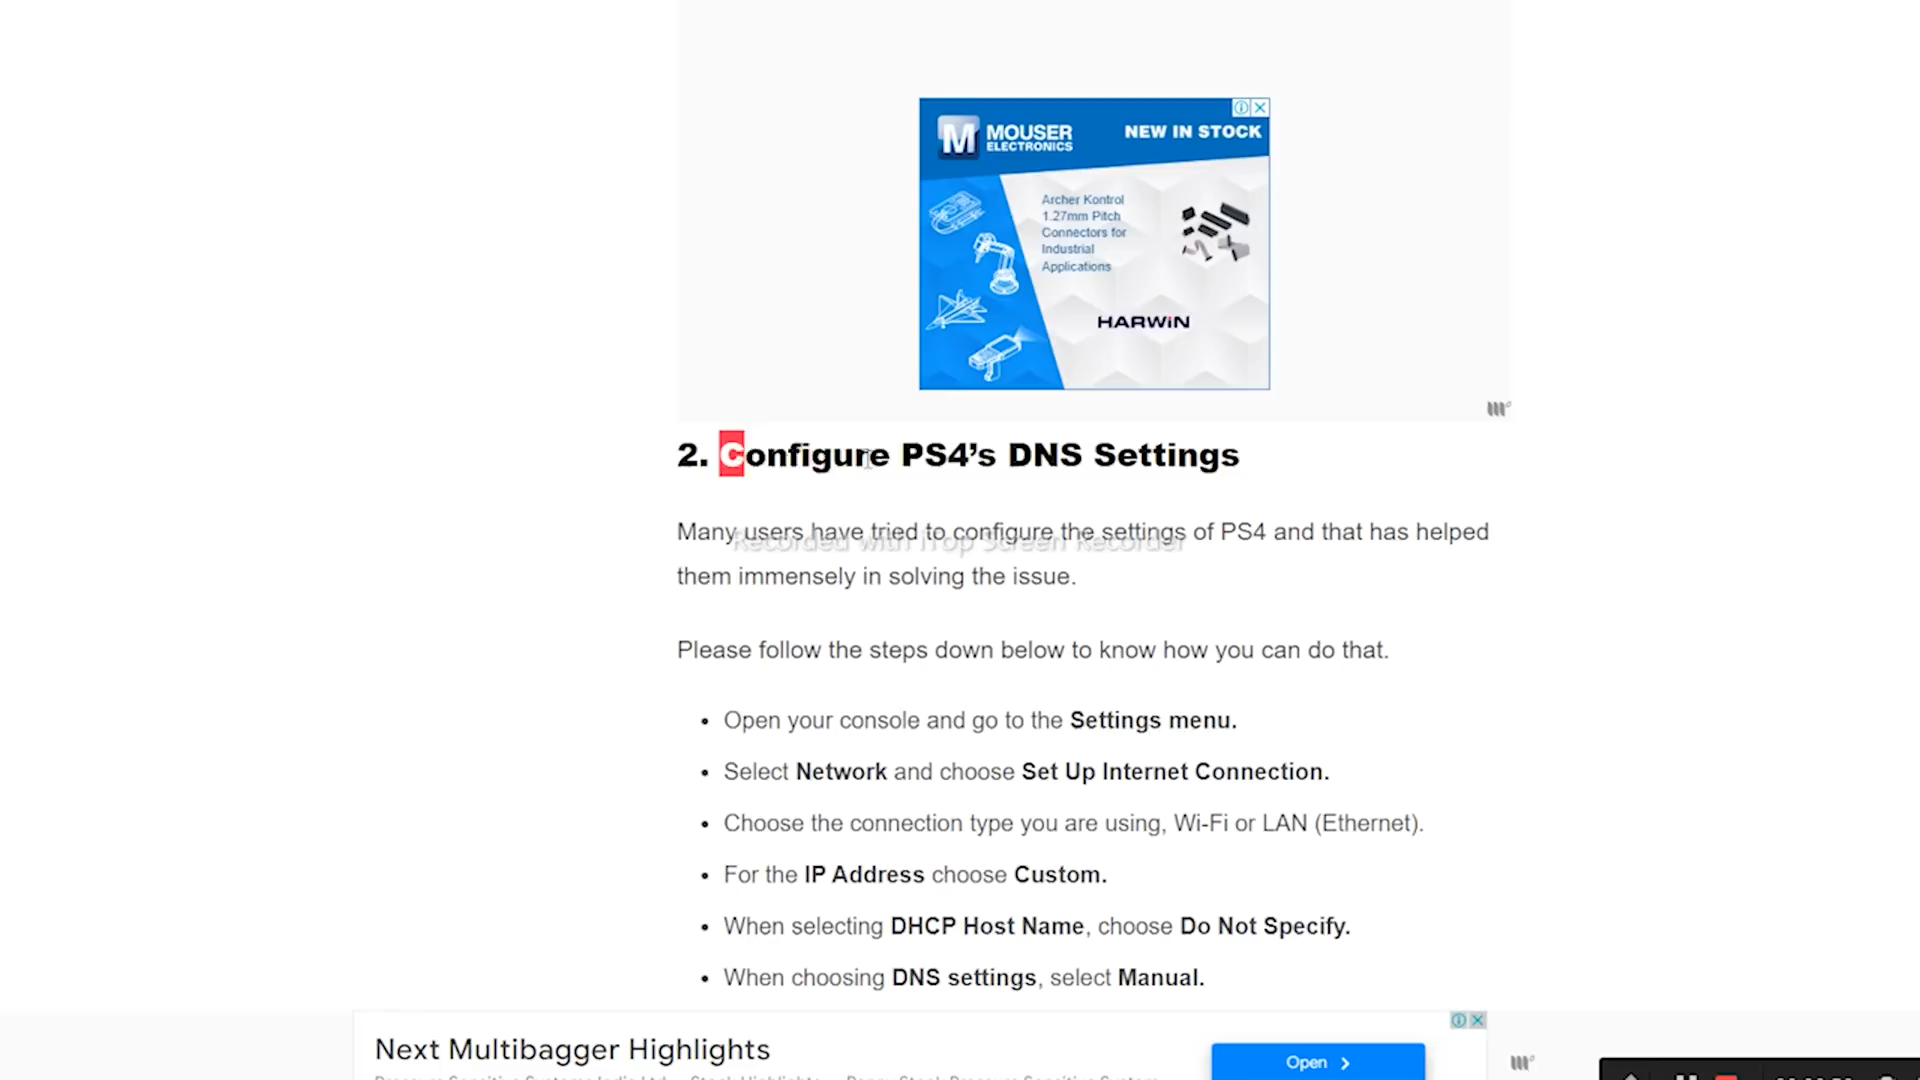 MOUSER
ELECTRONICS
NEW IN STOCK
Archer Kontrol
1.27mm Pitch
Connectors for
Industrial
Applications
HARWIN
2. Configure PS4’s DNS Settings
Many users have tried to configure the settings of PS4 and that has helped
Recorded with iTop Screen Recorder
them immensely in solving the issue.
Please follow the steps down below to know how you can do that.
• Open your console and go to the Settings menu.
• Select Network and choose Set Up Internet Connection.
• Choose the connection type you are using, Wi-Fi or LAN (Ethernet).
• For the IP Address choose Custom.
• When selecting DHCP Host Name, choose Do Not Specify.
• When choosing DNS settings, select Manual.
Next Multibagger Highlights
Open